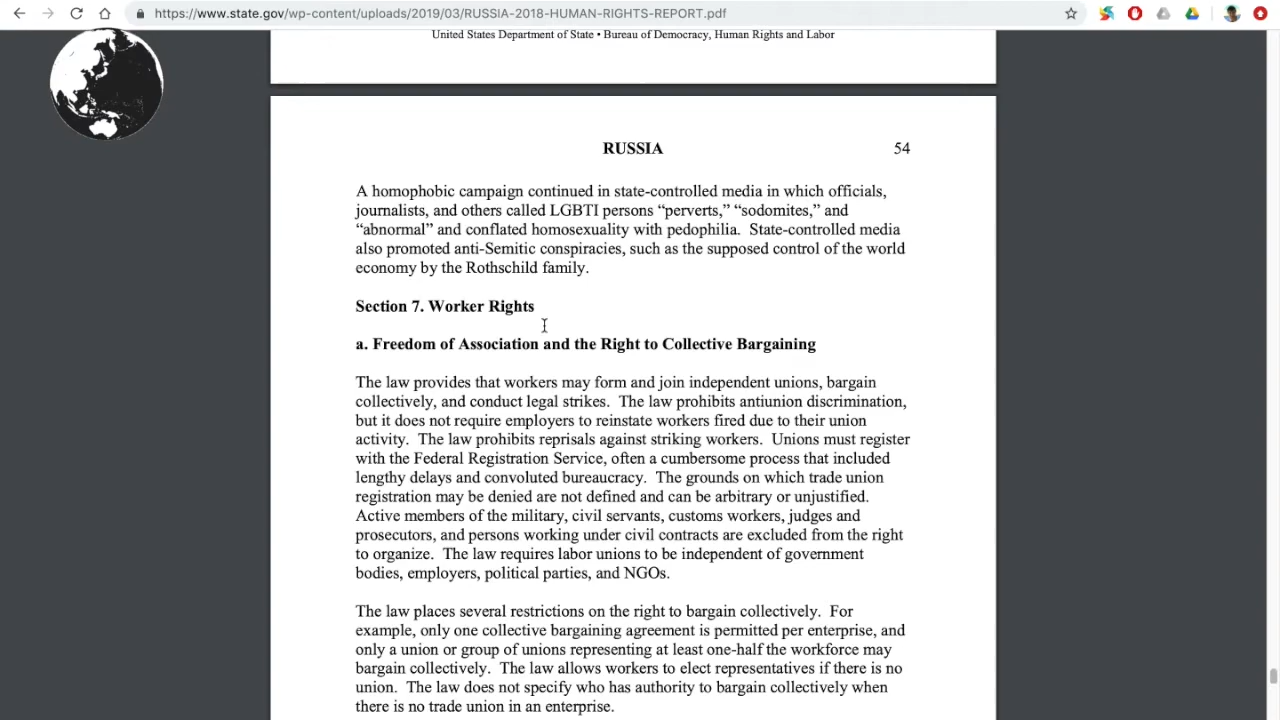 https://www.state.gov/wp-content/uploads/2019/03/RUSSIA-2018-HUMAN-RIGHTS-REPORT.pdf
United States Department of State • Bureau of Democracy, Human Rights and Labor
RUSSIA 54
A homophobic campaign continued in state-controlled media in which officials,
journalists, and others called LGBTI persons “perverts,” “sodomites,” and
“abnormal” and conflated homosexuality with pedophilia.  State-controlled media
also promoted anti-Semitic conspiracies, such as the supposed control of the world
economy by the Rothschild family.
Section 7. Worker Rights
a. Freedom of Association and the Right to Collective Bargaining
The law provides that workers may form and join independent unions, bargain
collectively, and conduct legal strikes.  The law prohibits antiunion discrimination,
but it does not require employers to reinstate workers fired due to their union
activity.  The law prohibits reprisals against striking workers.  Unions must register
with the Federal Registration Service, often a cumbersome process that included
lengthy delays and convoluted bureaucracy.  The grounds on which trade union
registration may be denied are not defined and can be arbitrary or unjustified.
Active members of the military, civil servants, customs workers, judges and
prosecutors, and persons working under civil contracts are excluded from the right
to organize.  The law requires labor unions to be independent of government
bodies, employers, political parties, and NGOs.
The law places several restrictions on the right to bargain collectively.  For
example, only one collective bargaining agreement is permitted per enterprise, and
only a union or group of unions representing at least one-half the workforce may
bargain collectively.  The law allows workers to elect representatives if there is no
union.  The law does not specify who has authority to bargain collectively when
there is no trade union in an enterprise.